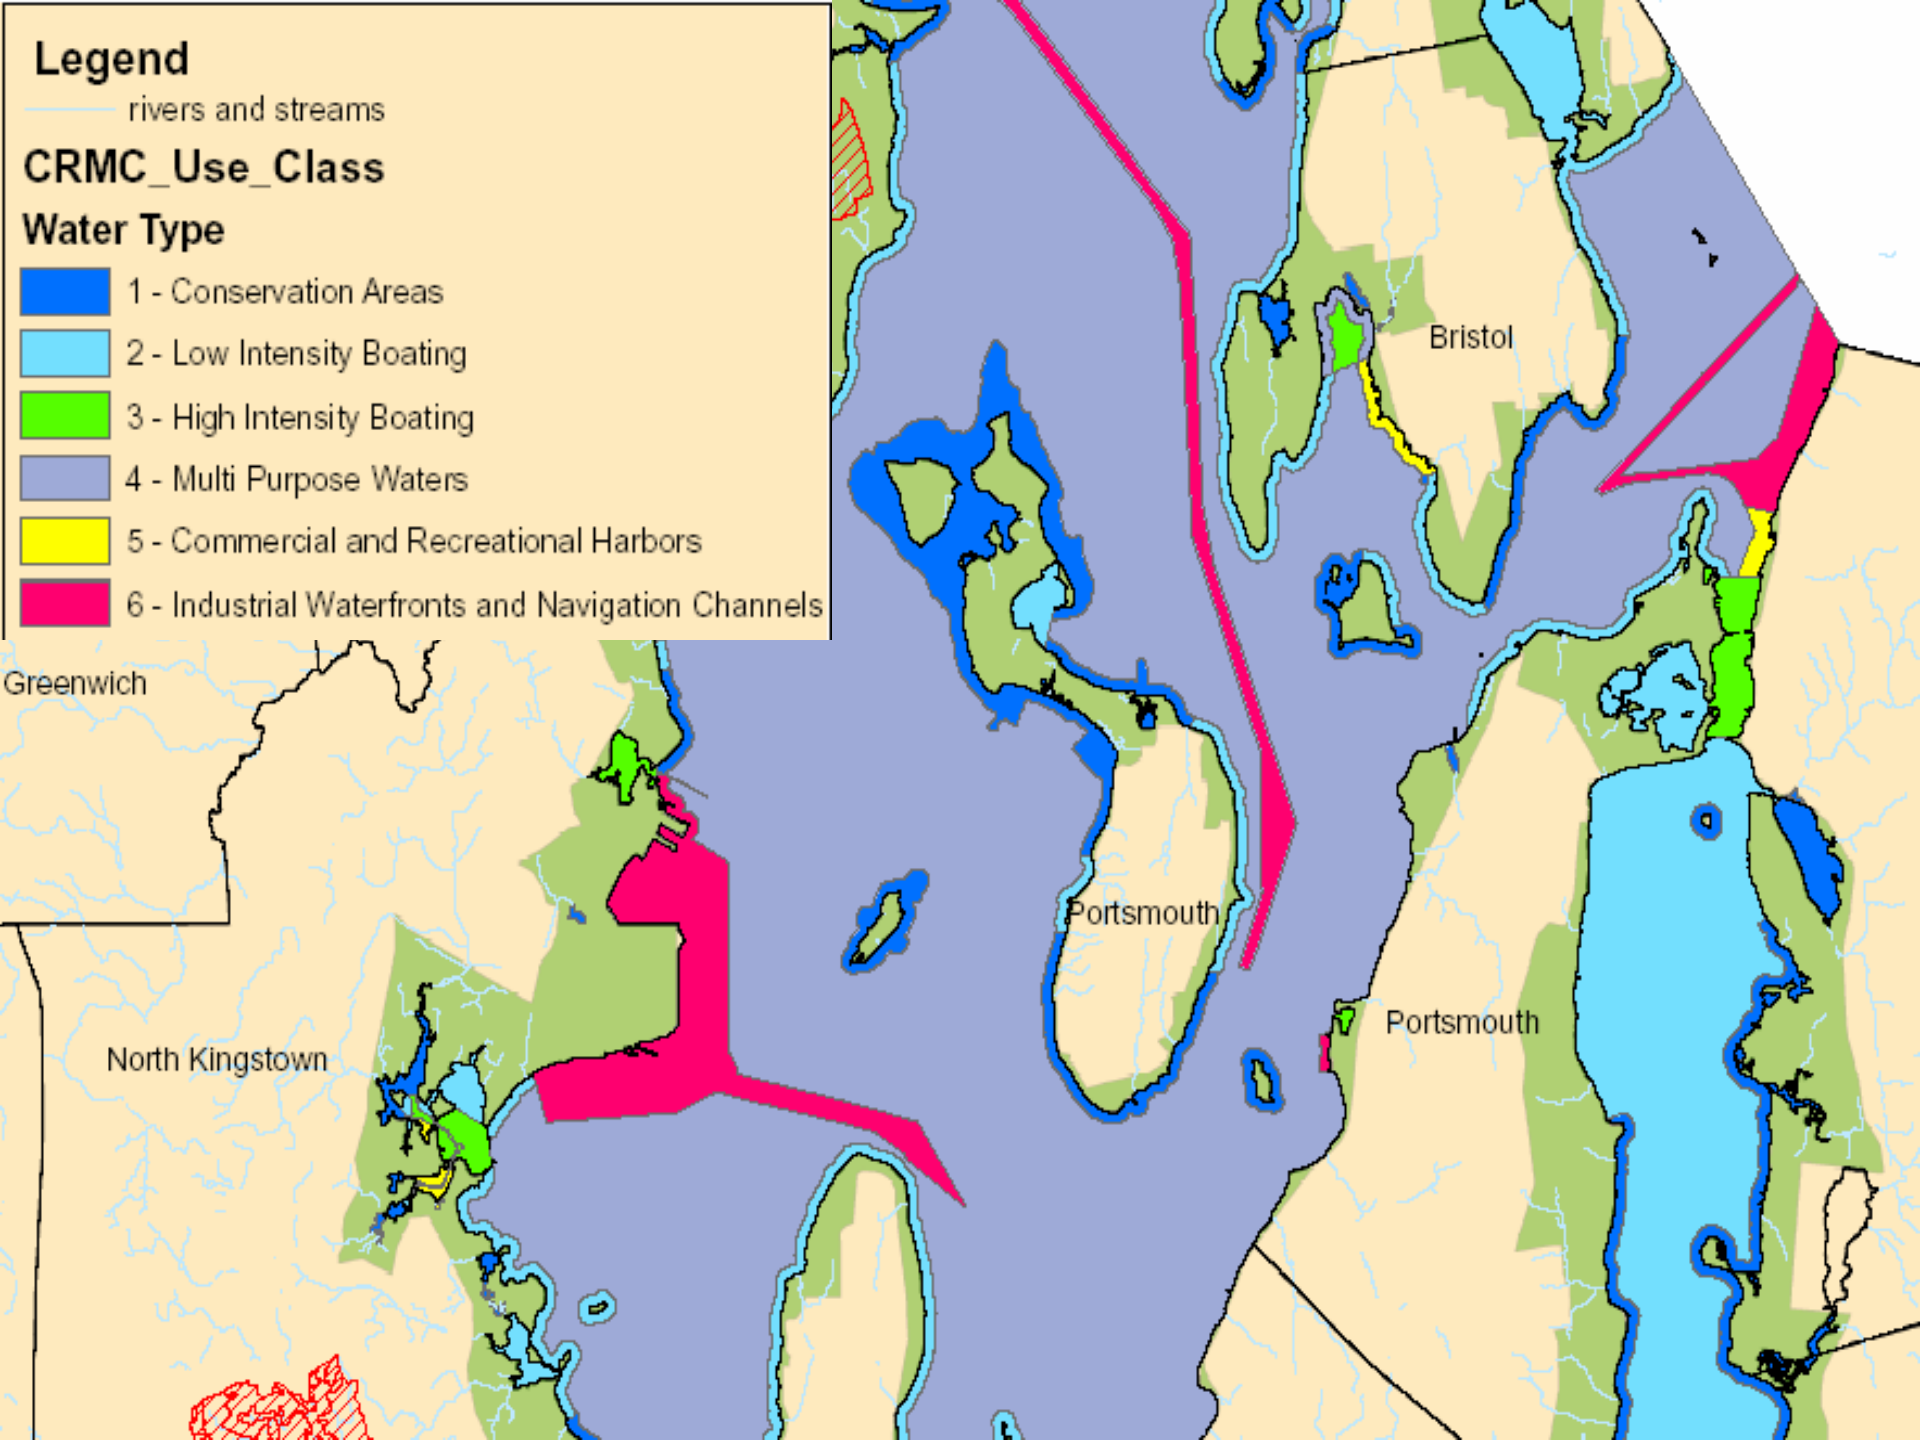 Legend
rivers and streams
CRMC_Use_Class
Water Type
1 - Conservation Areas
2 - Low Intensity Boating
3 - High Intensity Boating
4 - Multi Purpose Waters
5 - Commercial and Recreational Harbors
6 - Industrial Waterfronts and Navigation Channels
Bristol
Greenwich
Portsmouth
Portsmouth
North Kingstown